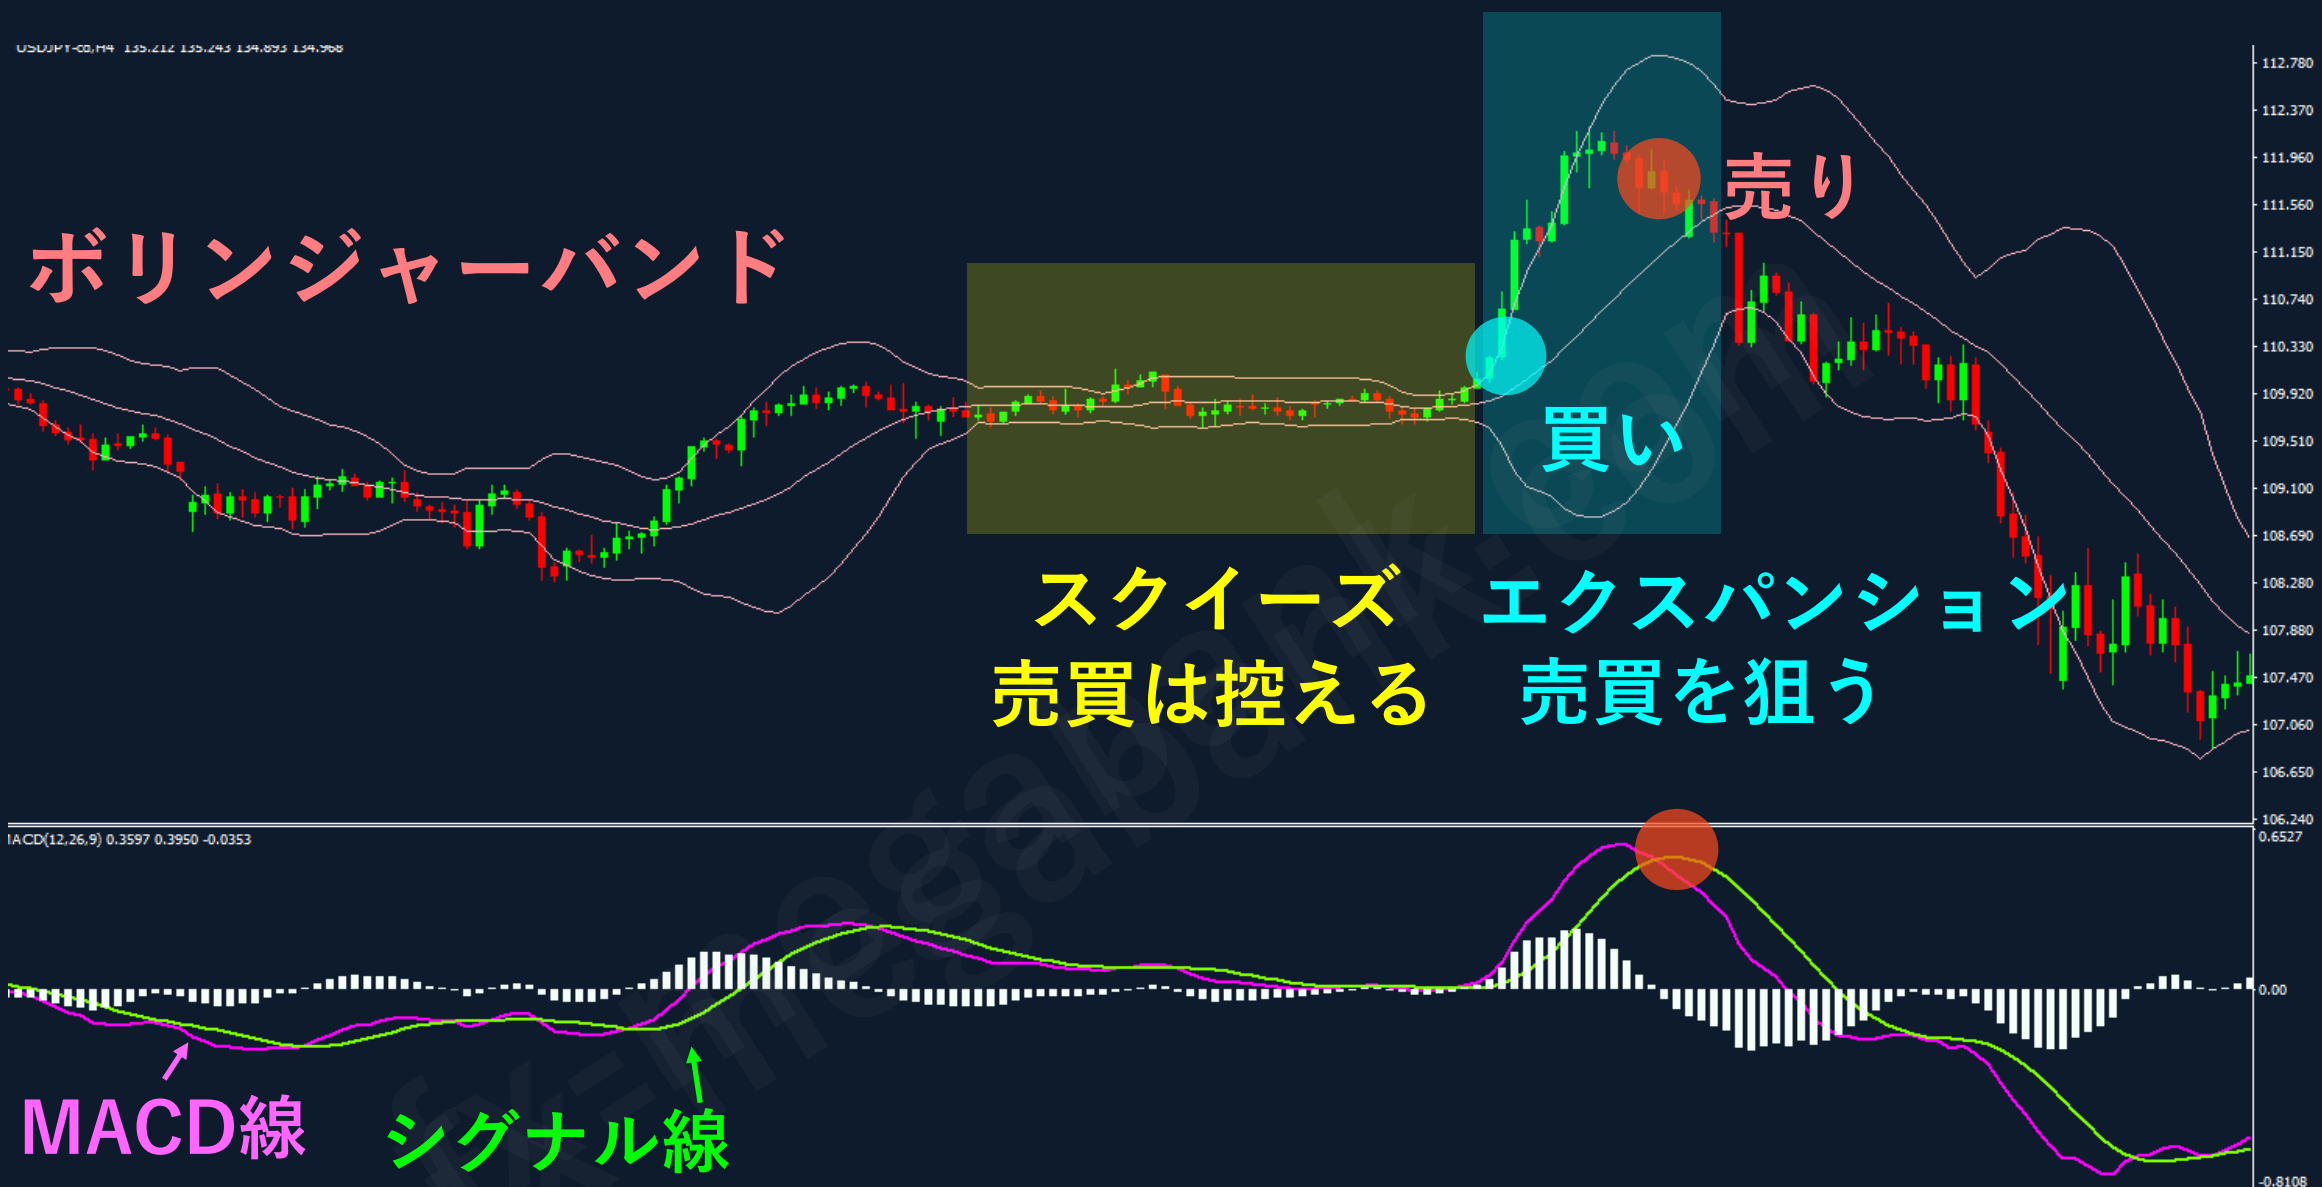 USDJPY-cd,H4 135.212 135.243 134.893 134.968
112.780
112.370
111.960
111.560
111.150
110.740
110.330
109.920
109.510
109.100
108.690
108.280
107.880
107.470
107.060
106.650
106.240
ボリンジャーバンド
売り
買い
スクイーズ
売買は控える
エクスパンション
売買を狙う
fx-megabank.com
IACD(12,26,9) 0.3597 0.3950 -0.0353
0.6527
0.00
-0.8108
MACD線
シグナル線